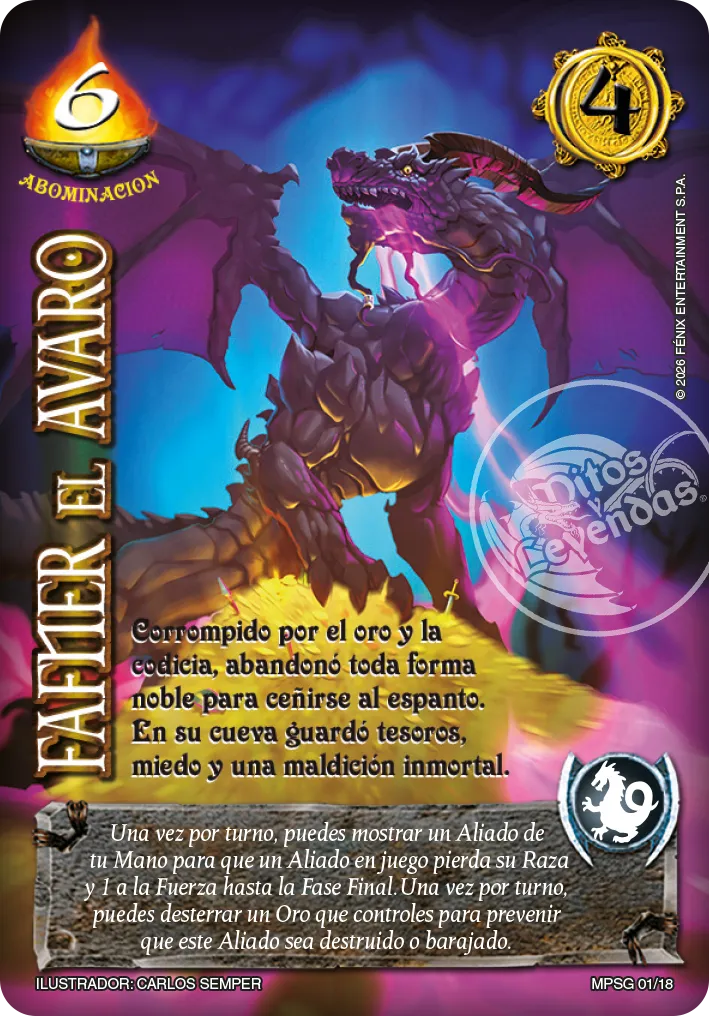 6
ABOMINACION
4
© 2026 FÉNIX ENTERTAINMENT S.P.A.
FAFNER EL AVARO
Mitos
y
Leyendas
Corrompido por el oro y la
codicia, abandonó toda forma
noble para ceñirse al espanto.
En su cueva guardó tesoros,
miedo y una maldición inmortal.
Una vez por turno, puedes mostrar un Aliado de
tu Mano para que un Aliado en juego pierda su Raza
y 1 a la Fuerza hasta la Fase Final.Una vez por turno,
puedes desterrar un Oro que controles para prevenir
que este Aliado sea destruido o barajado.
ILUSTRADOR: CARLOS SEMPER
MPSG 01/18